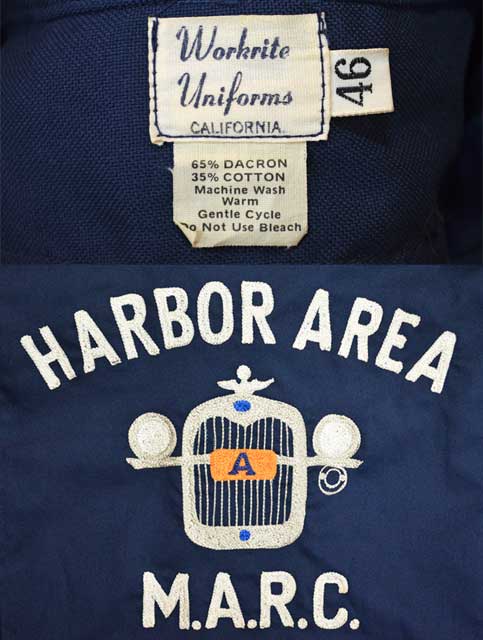 Workrite
Uniforms
CALIFORNIA.
46
65% DACRON
35% COTTON
Machine Wash
Warm
Gentle Cycle
Do Not Use Bleach
HARBOR AREA
A
M.A.R.C.